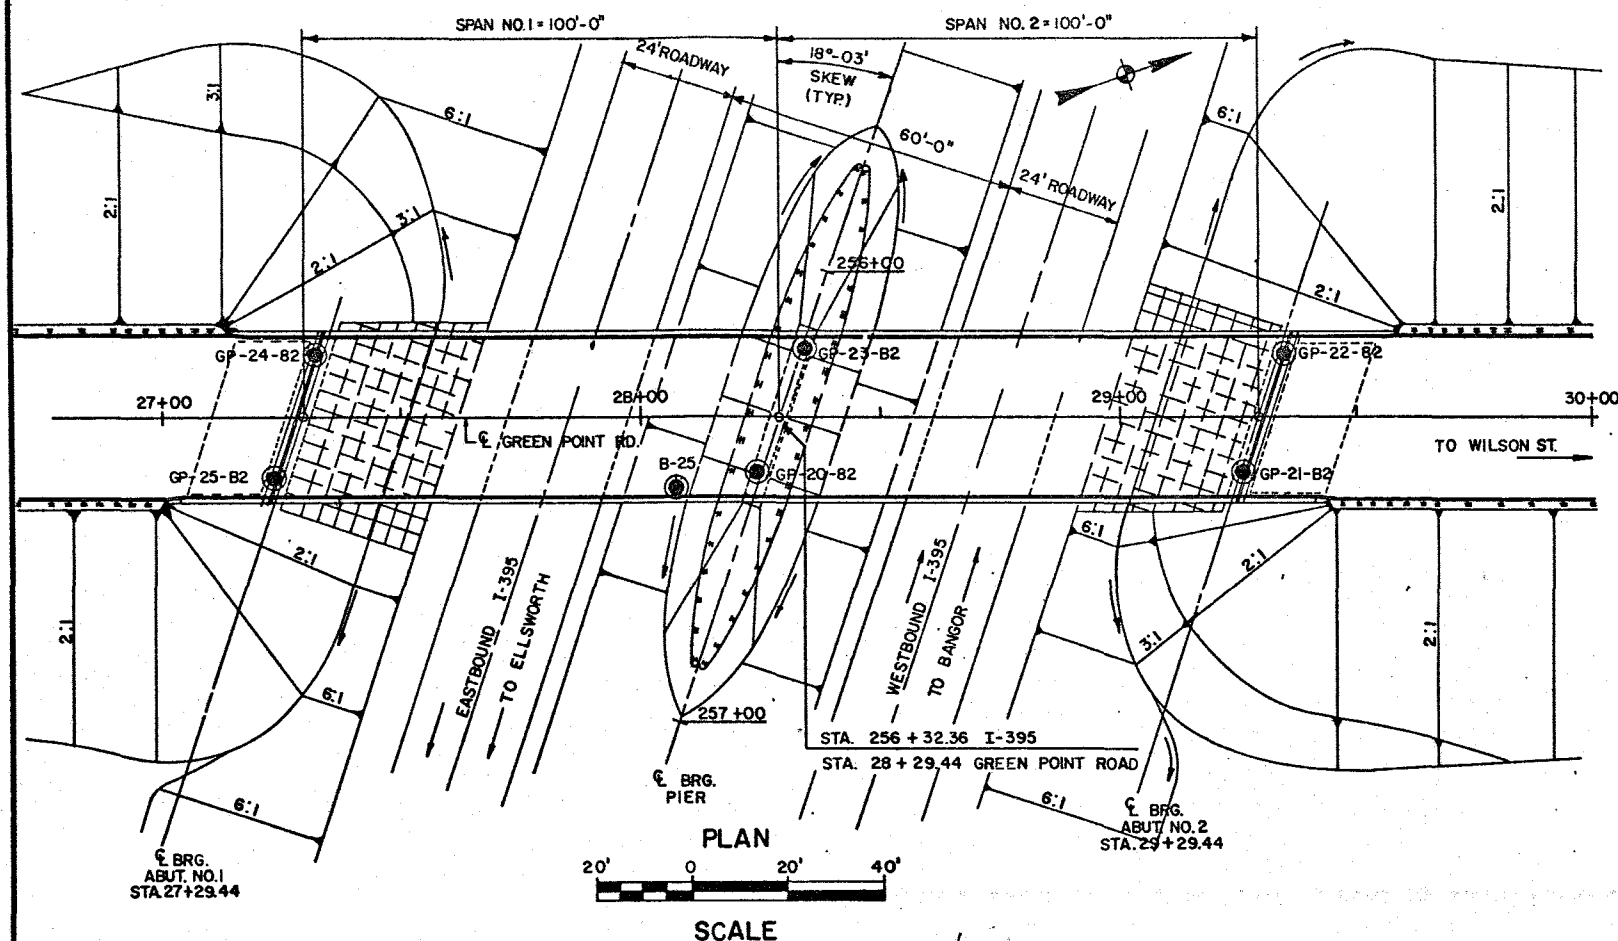 SPAN NO.1 = 100'-0"
SPAN NO. 2 = 100'-0"
24' ROADWAY
18°-03'
SKEW
(TYP.)
60'-0"
24' ROADWAY
3:1
6:1
6:1
2:1
3:1
2:1
2:1
2:1
256+00
GP-24-82
GP-23-B2
GP-22-82
27+00
28+00
29+00
30+00
℄ GREEN POINT RD.
TO WILSON ST.
GP-25-B2
B-25
GP-20-82
GP-21-B2
2:1
2:1
6:1
EASTBOUND I-395
TO ELLSWORTH
WESTBOUND I-395
TO BANGOR
6:1
2:1
3:1
2:1
257+00
STA. 256 + 32.36 I-395
STA. 28 + 29.44 GREEN POINT ROAD
℄ BRG.
PIER
6:1
6:1
℄ BRG.
ABUT. NO.2
STA. 29+29.44
℄ BRG.
ABUT. NO.1
STA.27+29.44
PLAN
20' 0 20' 40'
SCALE